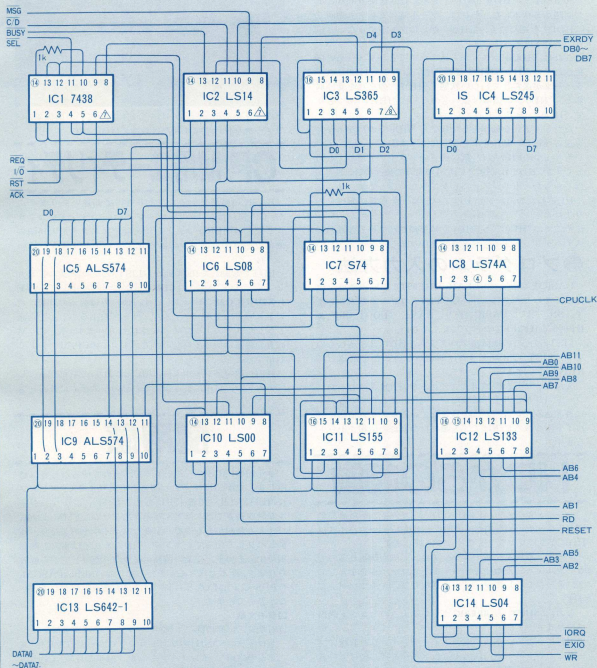 MSG
C/D
BUSY
SEL
1k
D4 D3
EXRDY
DB0~
DB7
⑭ 13 12 11 10 9 8
IC1 7438
1 2 3 4 5 6 7
14 13 12 11 10 9 8
IC2 LS14
1 2 3 4 5 6 7
16 15 14 13 12 11 10 9
IC3 LS365
1 2 3 4 5 6 7 8
⑳ 19 18 17 16 15 14 13 12 11
IS IC4 LS245
1 2 3 4 5 6 7 8 9 10
REQ
I/O
RST
ACK
D0 D1 D2
D0 D7
D0 D7
1k
20 19 18 17 16 15 14 13 12 11
IC5 ALS574
1 2 3 4 5 6 7 8 9 10
⑭ 13 12 11 10 9 8
IC6 LS08
1 2 3 4 5 6 7
⑭ 13 12 11 10 9 8
IC7 S74
1 2 3 4 5 6 7
⑭ 13 12 11 10 9 8
IC8 LS74A
1 2 3 ④ 5 6 7
CPUCLK
AB11
AB0
AB10
AB9
AB8
AB7
20 19 18 17 16 15 14 13 12 11
IC9 ALS574
1 2 3 4 5 6 7 8 9 10
⑭ 13 12 11 10 9 8
IC10 LS00
1 2 3 4 5 6 7
⑯ 15 14 13 12 11 10 9
IC11 LS155
1 2 3 4 5 6 7 8
⑯ ⑮ 14 13 12 11 10 9
IC12 LS133
1 2 3 4 5 6 7 8
AB6
AB4
AB1
RD
RESET
⑳ 19 18 17 16 15 14 13 12 11
IC13 LS642-1
1 2 3 4 5 6 7 8 9 10
DATA0
~DATA7
AB5
AB3
AB2
⑭ 13 12 11 10 9 8
IC14 LS04
1 2 3 4 5 6 7
IORQ
EXIO
WR